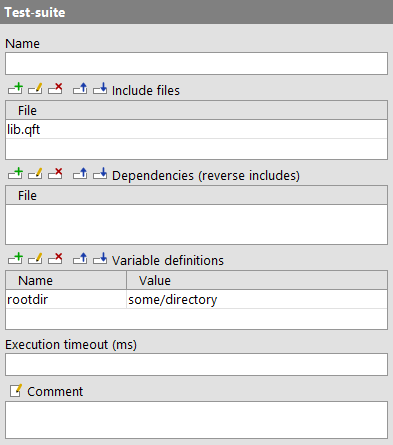 Test-suite
Name
Include files
File
lib.qft
Dependencies (reverse includes)
File
Variable definitions
Name Value
rootdir some/directory
Execution timeout (ms)
Comment